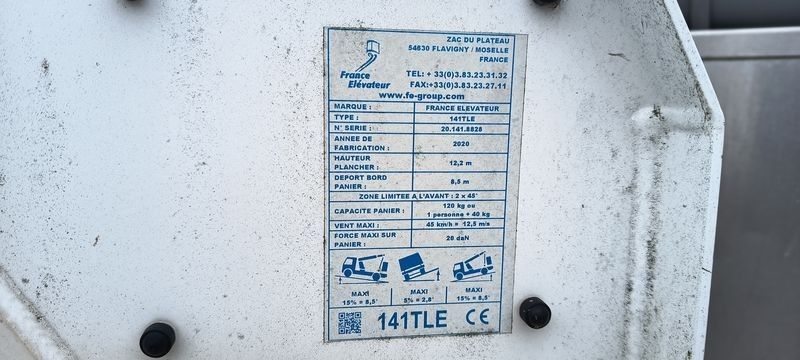 France
Elévateur
ZAC DU PLATEAU
54630 FLAVIGNY / MOSELLE
FRANCE
TEL: + 33(0)3.83.23.31.32
FAX:+33(0)3.83.23.27.11
www.fe-group.com
MARQUE : FRANCE ELEVATEUR
TYPE : 141TLE
N° SERIE : 20.141.8828
ANNEE DE
FABRICATION : 2020
HAUTEUR
PLANCHER : 12,2 m
DEPORT BORD
PANIER : 8,5 m
ZONE LIMITEE A L'AVANT : 2 x 45°
CAPACITE PANIER : 120 kg ou
1 personne + 40 kg
VENT MAXI : 45 km/h = 12,5 m/s
FORCE MAXI SUR
PANIER : 20 daN
MAXI MAXI MAXI
15% = 8,5° 5% = 2,8° 15% = 8,5°
141TLE CE